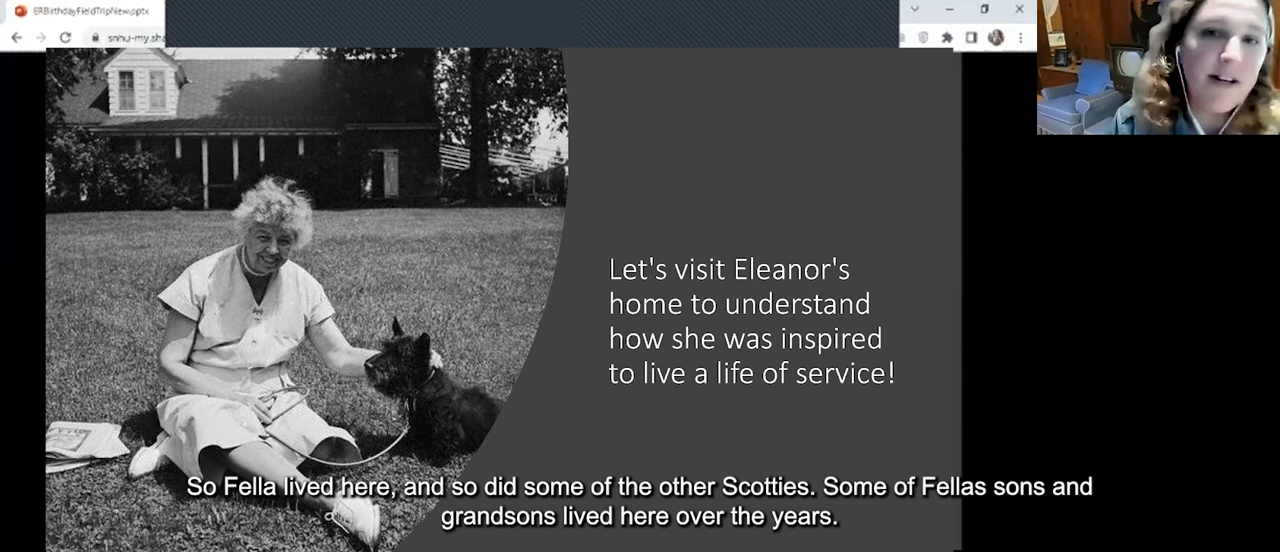 ERBirthdayFieldTripNew.pptx
snhu-my.sha
Let's visit Eleanor's
home to understand
how she was inspired
to live a life of service!
So Fella lived here, and so did some of the other Scotties. Some of Fellas sons and
grandsons lived here over the years.